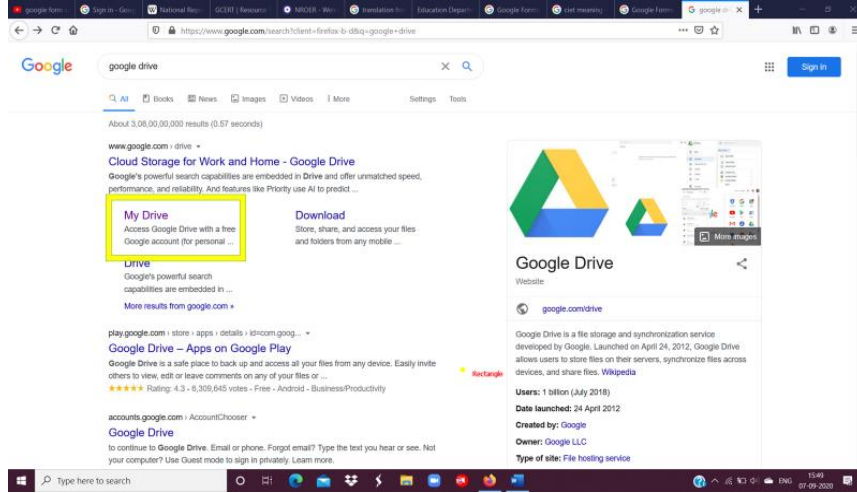 google form
Sign in - Goog
National Repo
GCERT | Resource
NROER - Wel
translation fro
Education Depart
Google Forms
ciet meaning
Google Forms
google dri
https://www.google.com/search?client=firefox-b-d&q=google+drive
Google
google drive
Sign in
All Books News Images Videos More Settings Tools
About 3,08,00,00,000 results (0.57 seconds)
www.google.com › drive
Cloud Storage for Work and Home - Google Drive
Google's powerful search capabilities are embedded in Drive and offer unmatched speed,
performance, and reliability. And features like Priority use AI to predict ...
My Drive
Access Google Drive with a free
Google account (for personal ...
Download
Store, share, and access your files
and folders from any mobile ...
Drive
Google's powerful search
capabilities are embedded in ...
More results from google.com »
play.google.com › store › apps › details › id=com.goog...
Google Drive – Apps on Google Play
Google Drive is a safe place to back up and access all your files from any device. Easily invite
others to view, edit or leave comments on any of your files or ...
Rating: 4.3 - 6,309,645 votes - Free - Android - Business/Productivity
accounts.google.com › AccountChooser
Google Drive
to continue to Google Drive. Email or phone. Forgot email? Type the text you hear or see. Not
your computer? Use Guest mode to sign in privately. Learn more.
Rectangle
More images
Google Drive
Website
google.com/drive
Google Drive is a file storage and synchronization service
developed by Google. Launched on April 24, 2012, Google Drive
allows users to store files on their servers, synchronize files across
devices, and share files. Wikipedia
Users: 1 billion (July 2018)
Date launched: 24 April 2012
Created by: Google
Owner: Google LLC
Type of site: File hosting service
Type here to search
ENG
15:49
07-09-2020